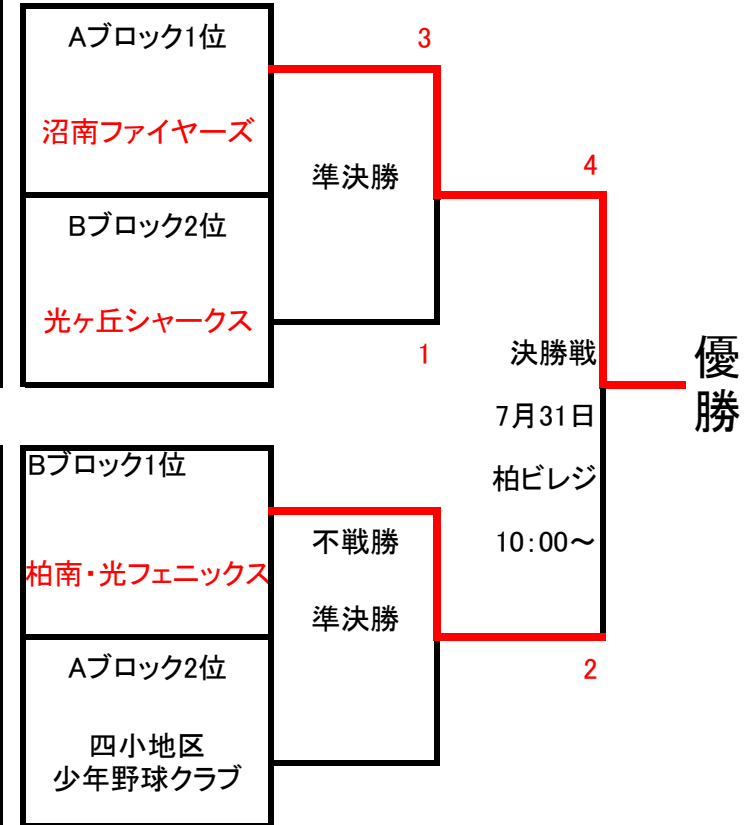 Aブロック1位
3
沼南ファイヤーズ
準決勝
4
Bブロック2位
光ヶ丘シャークス
1
決勝戦
優勝
7月31日
Bブロック1位
柏ビレジ
不戦勝
10:00～
柏南・光フェニックス
準決勝
Aブロック2位
2
四小地区
少年野球クラブ